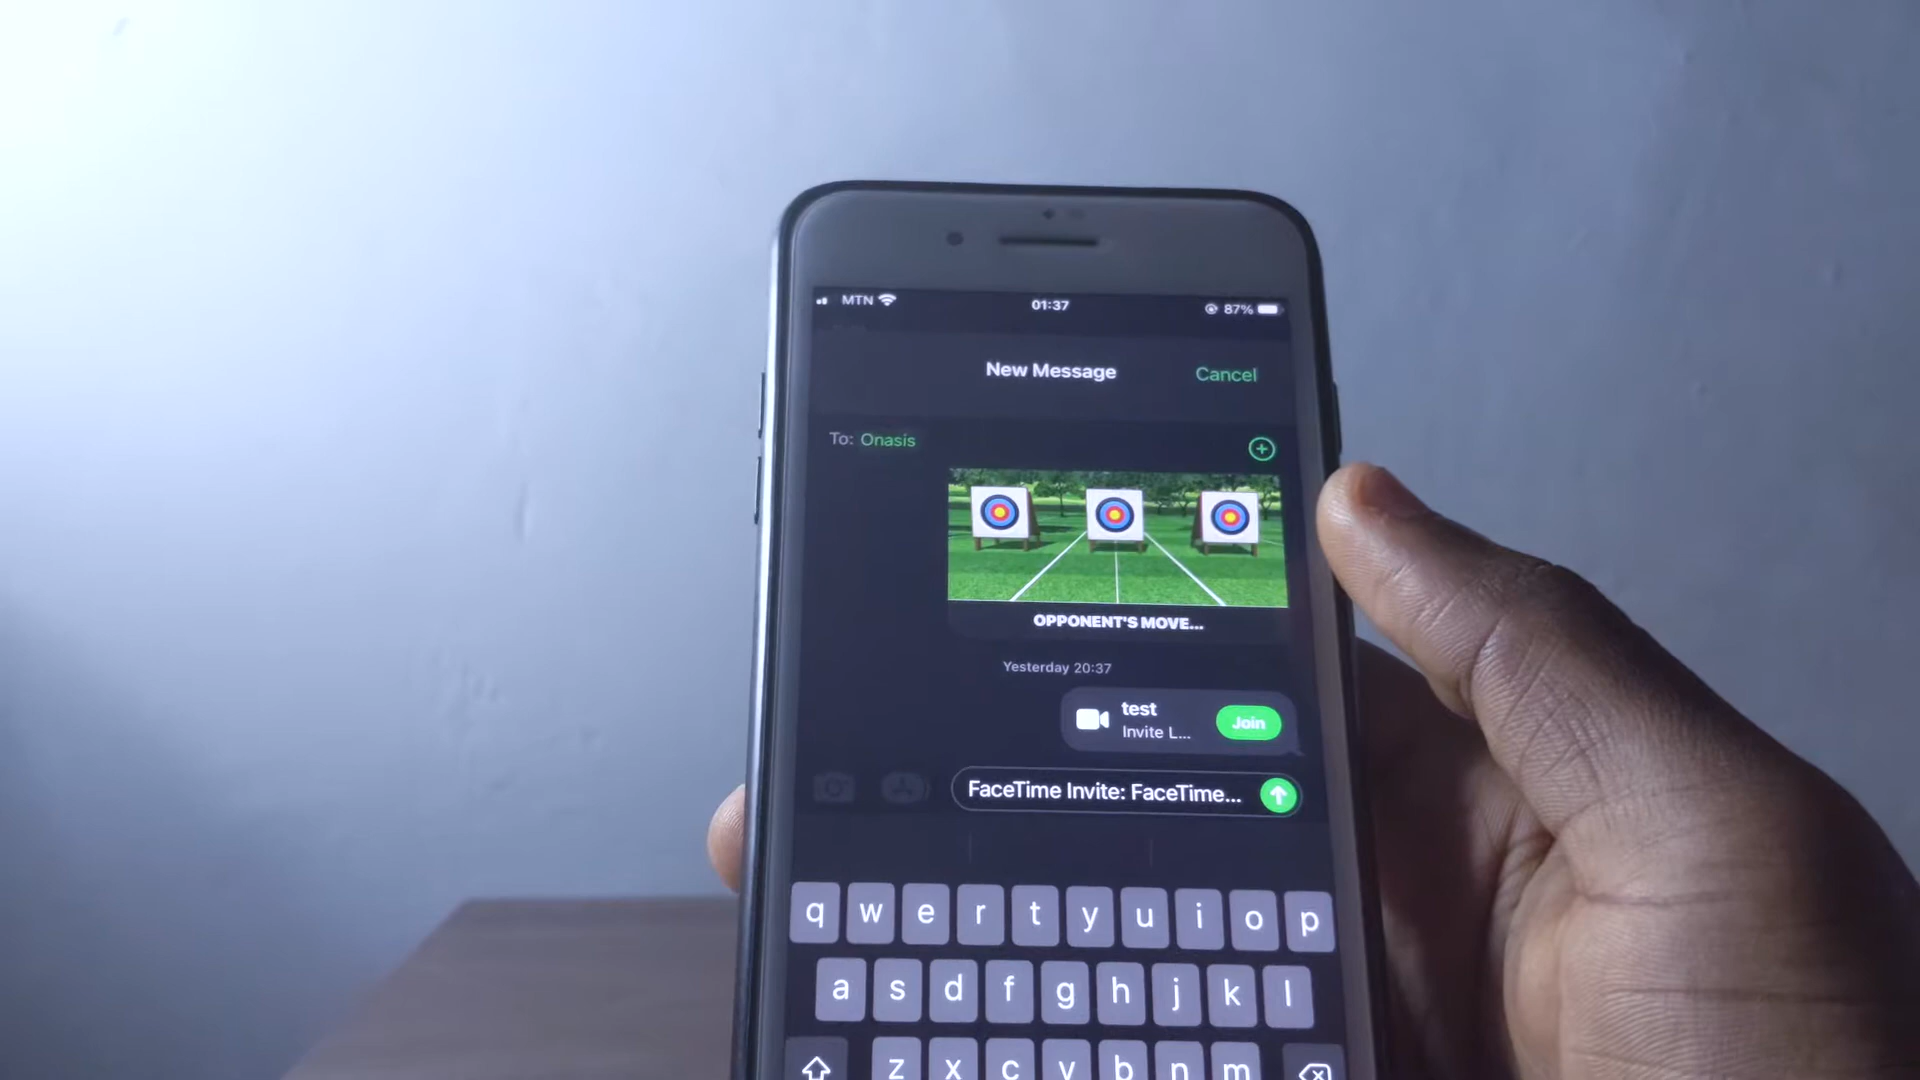 MTN 01:37 87%
New Message Cancel
To: Onasis
OPPONENT'S MOVE...
Yesterday 20:37
test
Invite L...
Join
FaceTime Invite: FaceTime...
q w e r t y u i o p
a s d f g h j k l
z x c v b n m